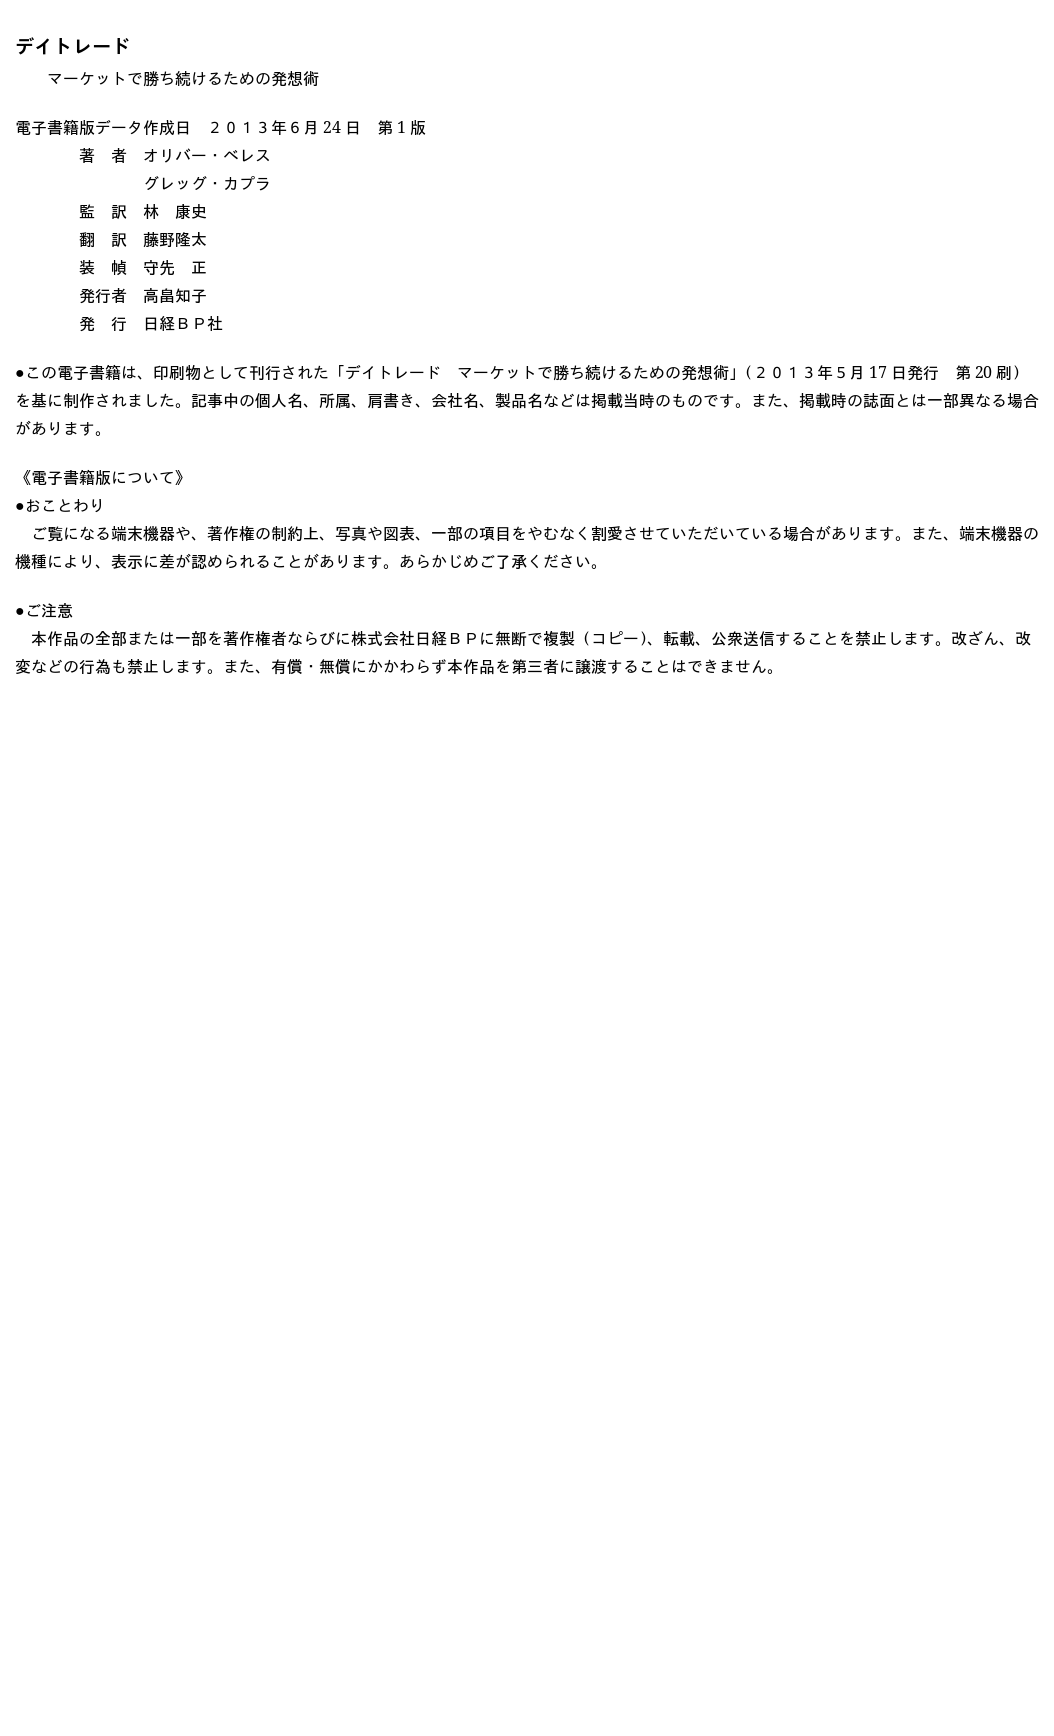 デイトレード
　　マーケットで勝ち続けるための発想術
電子書籍版データ作成日　２０１３年６月 24 日　第 1 版
　　　　著　者　オリバー・ベレス
　　　　　　　　グレッグ・カプラ
　　　　監　訳　林　康史
　　　　翻　訳　藤野隆太
　　　　装　幀　守先　正
　　　　発行者　高畠知子
　　　　発　行　日経ＢＰ社
●この電子書籍は、印刷物として刊行された「デイトレード　マーケットで勝ち続けるための発想術」（２０１３年５月 17 日発行　第 20 刷）
を基に制作されました。記事中の個人名、所属、肩書き、会社名、製品名などは掲載当時のものです。また、掲載時の誌面とは一部異なる場合
があります。
《電子書籍版について》
●おことわり
　ご覧になる端末機器や、著作権の制約上、写真や図表、一部の項目をやむなく割愛させていただいている場合があります。また、端末機器の
機種により、表示に差が認められることがあります。あらかじめご了承ください。
●ご注意
　本作品の全部または一部を著作権者ならびに株式会社日経ＢＰに無断で複製（コピー）、転載、公衆送信することを禁止します。改ざん、改
変などの行為も禁止します。また、有償・無償にかかわらず本作品を第三者に譲渡することはできません。